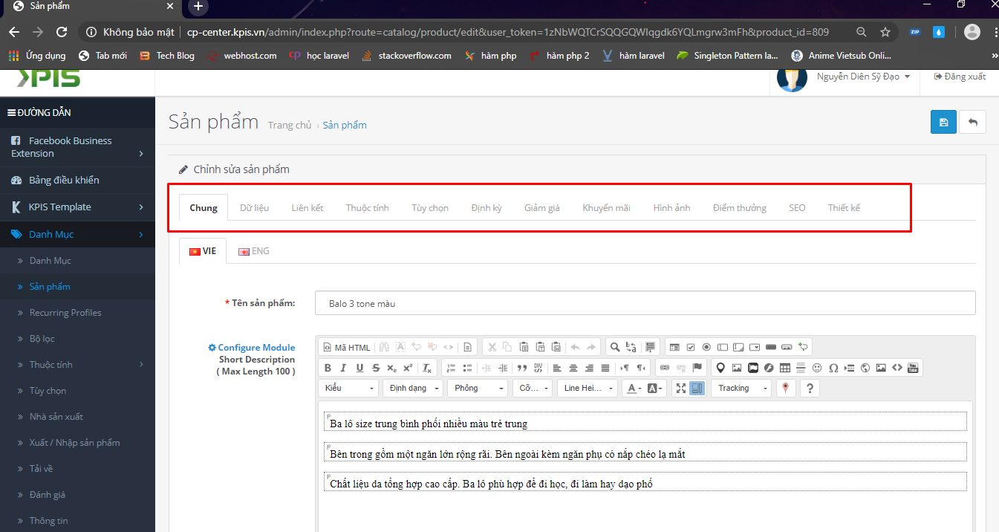 Sản phẩm
Không bảo mật cp-center.kpis.vn/admin/index.php?route=catalog/product/edit&user_token=1zNbWQTCrSQQGQWIqgdk6YQLmgrw3mFh&product_id=809 ZIP
Ứng dụng Tab mới Tech Blog webhost.com học laravel stackoverflow.com hàm php hàm php 2 hàm laravel Singleton Pattern la... Anime Vietsub Onli... »
KPIS
Nguyễn Diên Sỹ Đạo Đăng xuất
ĐƯỜNG DẪN
Facebook Business
Extension
Bảng điều khiển
KPIS Template
Danh Mục
Danh Mục
Sản phẩm
Recurring Profiles
Bộ lọc
Thuộc tính
Tùy chọn
Nhà sản xuất
Xuất / Nhập sản phẩm
Tải về
Đánh giá
Thông tin
Sản phẩm Trang chủ › Sản phẩm
Chỉnh sửa sản phẩm
Chung Dữ liệu Liên kết Thuộc tính Tùy chọn Định kỳ Giảm giá Khuyến mãi Hình ảnh Điểm thưởng SEO Thiết kế
VIE ENG
* Tên sản phẩm: Balo 3 tone màu
Configure Module
Short Description
( Max Length 100 )
Mã HTML
B I U S x₂ x² Tx
Kiểu Định dạng Phông Cỡ... Line Hei... A A Tracking ?
Ba lô size trung bình phối nhiều màu trẻ trung
Bên trong gồm một ngăn lớn rộng rãi. Bên ngoài kèm ngăn phụ có nắp chéo lạ mắt
Chất liệu da tổng hợp cao cấp. Ba lô phù hợp để đi học, đi làm hay dạo phố